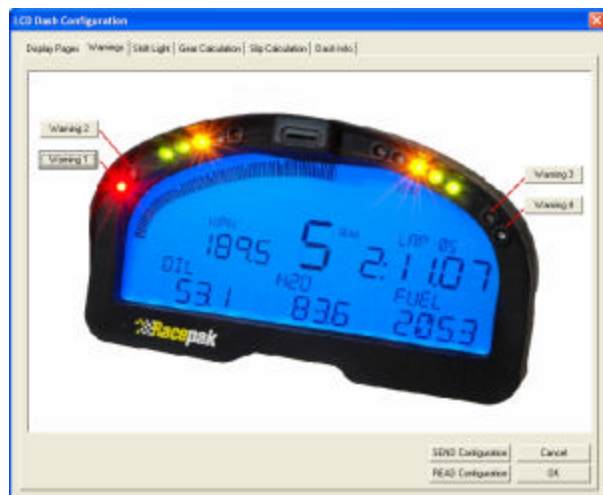 LCD Dash Configuration
Display Pages Warnings Shift Light Gear Calculation Slip Calculation Dash Info
Warning 2
Warning 1
Warning 3
Warning 4
KPH
LAP 05
189.5 5 2:11.07
OIL H2O FUEL
53.1 83.6 205.3
Racepak
SEND Configuration Cancel
READ Configuration OK